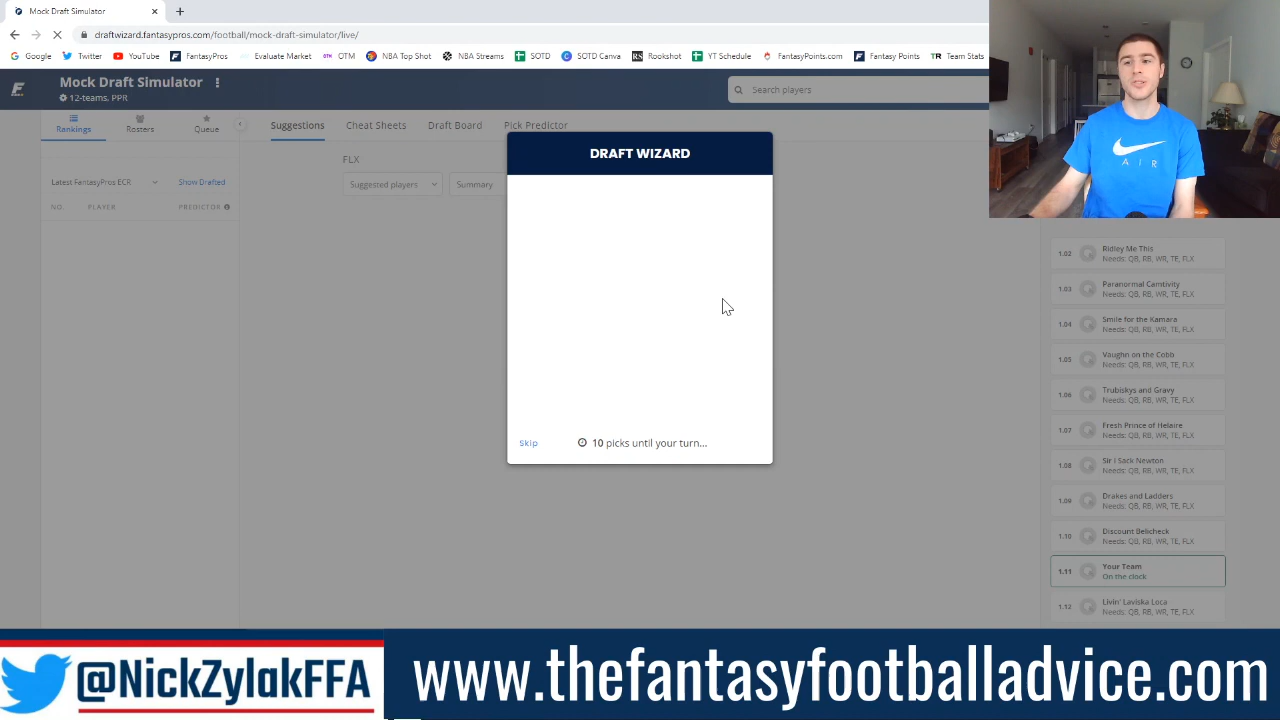 Mock Draft Simulator
draftwizard.fantasypros.com/football/mock-draft-simulator/live/
Google Twitter YouTube FantasyPros Evaluate Market OTM NBA Top Shot NBA Streams SOTD SOTD Canva Rookshot YT Schedule FantasyPoints.com Fantasy Points Team Stats
Mock Draft Simulator
12-teams, PPR
Search players
Rankings Rosters Queue
Suggestions Cheat Sheets Draft Board Pick Predictor
FLX
Latest FantasyPros ECR Show Drafted
Suggested players Summary
NO. PLAYER PREDICTOR
DRAFT WIZARD
Skip 10 picks until your turn...
1.02 Ridley Me This
Needs: QB, RB, WR, TE, FLX
1.03 Paranormal Camtivity
Needs: QB, RB, WR, TE, FLX
1.04 Smile for the Kamara
Needs: QB, RB, WR, TE, FLX
1.05 Vaughn on the Cobb
Needs: QB, RB, WR, TE, FLX
1.06 Trubiskys and Gravy
Needs: QB, RB, WR, TE, FLX
1.07 Fresh Prince of Helaire
Needs: QB, RB, WR, TE, FLX
1.08 Sir i Sack Newton
Needs: QB, RB, WR, TE, FLX
1.09 Drakes and Ladders
Needs: QB, RB, WR, TE, FLX
1.10 Discount Belicheck
Needs: QB, RB, WR, TE, FLX
1.11 Your Team
On the clock
1.12 Livin' Laviska Loca
Needs: QB, RB, WR, TE, FLX
AIR
@NickZylakFFA
www.thefantasyfootballadvice.com